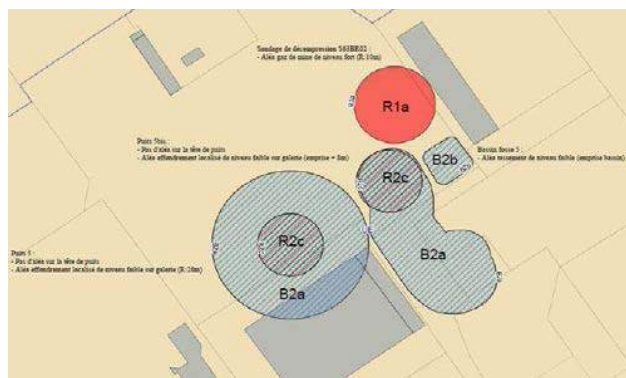 Sondage de décompression S63BR02 :
- Aléa gaz de mine de niveau fort (R:10m)
R1a
Puits 5bis :
- Pas d'aléa sur la tête de puits
- Aléa effondrement localisé de niveau faible sur galerie (emprise + 8m)
Bassin fosse 5 :
- Aléa tassement de niveau faible (emprise bassin)
B2b
R2c
R2c
B2a
B2a
Puits 5 :
- Pas d'aléa sur la tête de puits
- Aléa effondrement localisé de niveau faible sur galerie (R:20m)